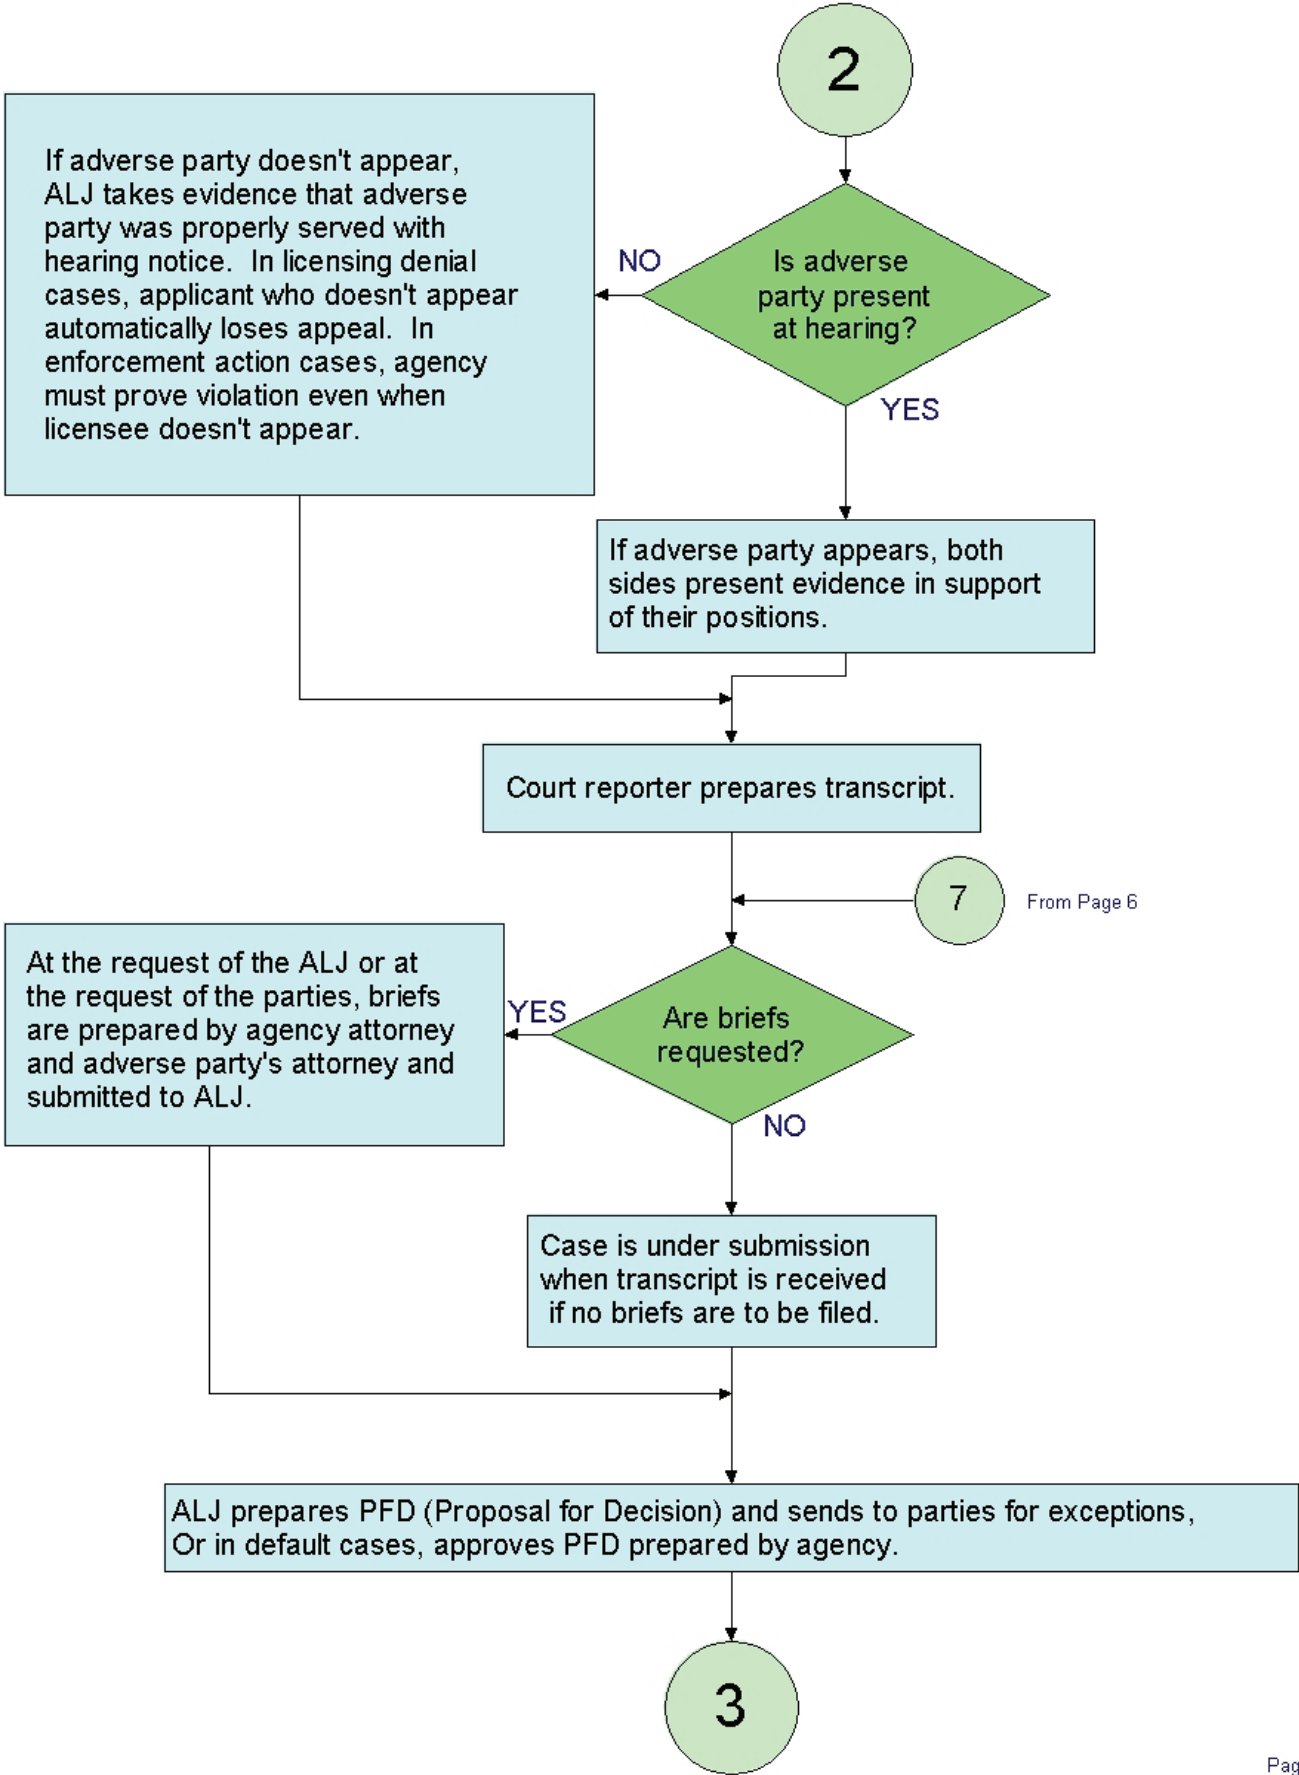 2
If adverse party doesn't appear,
ALJ takes evidence that adverse
party was properly served with
hearing notice.  In licensing denial
cases, applicant who doesn't appear
automatically loses appeal.  In
enforcement action cases, agency
must prove violation even when
licensee doesn't appear.
NO
Is adverse
party present
at hearing?
YES
If adverse party appears, both
sides present evidence in support
of their positions.
Court reporter prepares transcript.
7
From Page 6
At the request of the ALJ or at
the request of the parties, briefs
are prepared by agency attorney
and adverse party's attorney and
submitted to ALJ.
YES
Are briefs
requested?
NO
Case is under submission
when transcript is received
if no briefs are to be filed.
ALJ prepares PFD (Proposal for Decision) and sends to parties for exceptions,
Or in default cases, approves PFD prepared by agency.
3
Pag